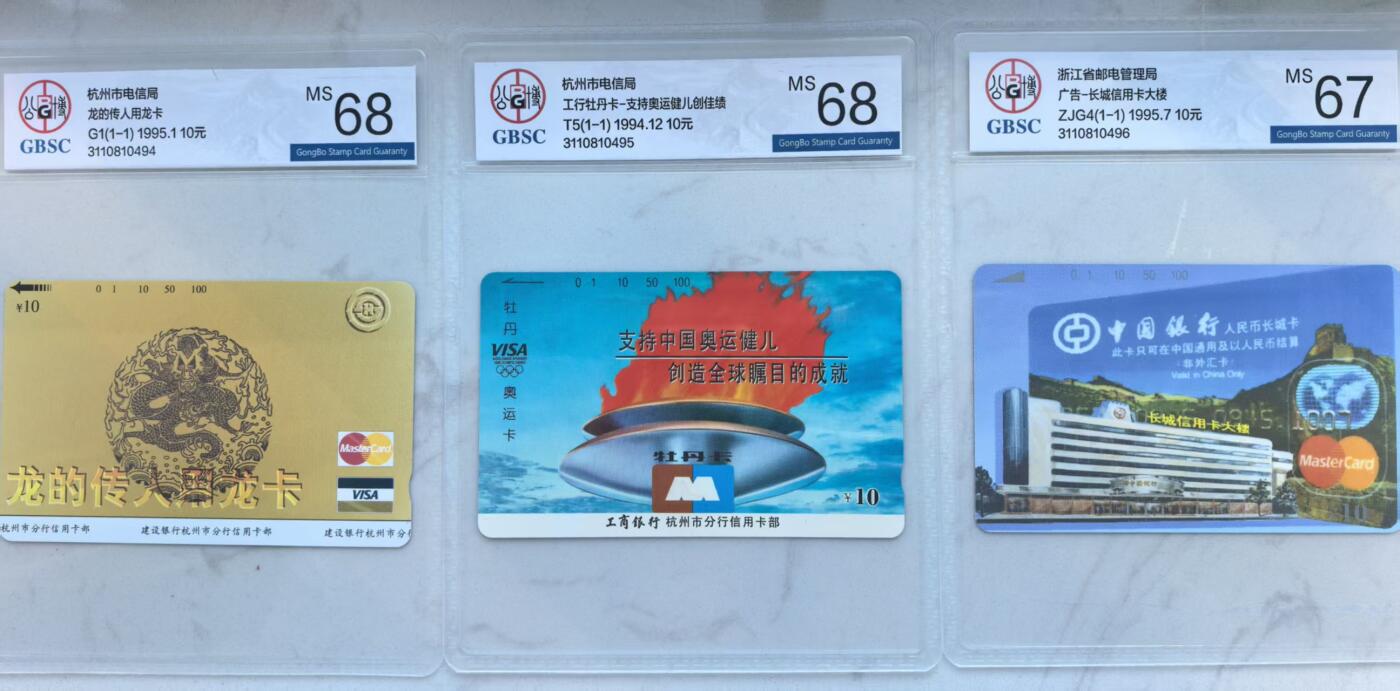 公博
BG
GBSC
杭州市电信局
龙的传人用龙卡
G1(1-1) 1995.1 10元
3110810494
MS 68
GongBo Stamp Card Guaranty
¥10
0 1 10 50 100
MasterCard
VISA
龙的传人用龙卡
杭州市分行信用卡部 建设银行杭州市分行信用卡部 建设银行杭州市分行
公博
BG
GBSC
杭州市电信局
工行牡丹卡-支持奥运健儿创佳绩
T5(1-1) 1994.12 10元
3110810495
MS 68
GongBo Stamp Card Guaranty
0 1 10 50 100
牡丹
VISA
奥运卡
支持中国奥运健儿
创造全球瞩目的成就
牡丹卡
¥10
工商银行 杭州市分行信用卡部
公博
BG
GBSC
浙江省邮电管理局
广告-长城信用卡大楼
ZJG4(1-1) 1995.7 10元
3110810496
MS 67
GongBo Stamp Card Guaranty
0 1 10 50 100
中国银行 人民币长城卡
此卡只可在中国通用及以人民币结算
·非外汇卡·
Valid in China Only
长城信用卡大楼
中国银行
MasterCard
10